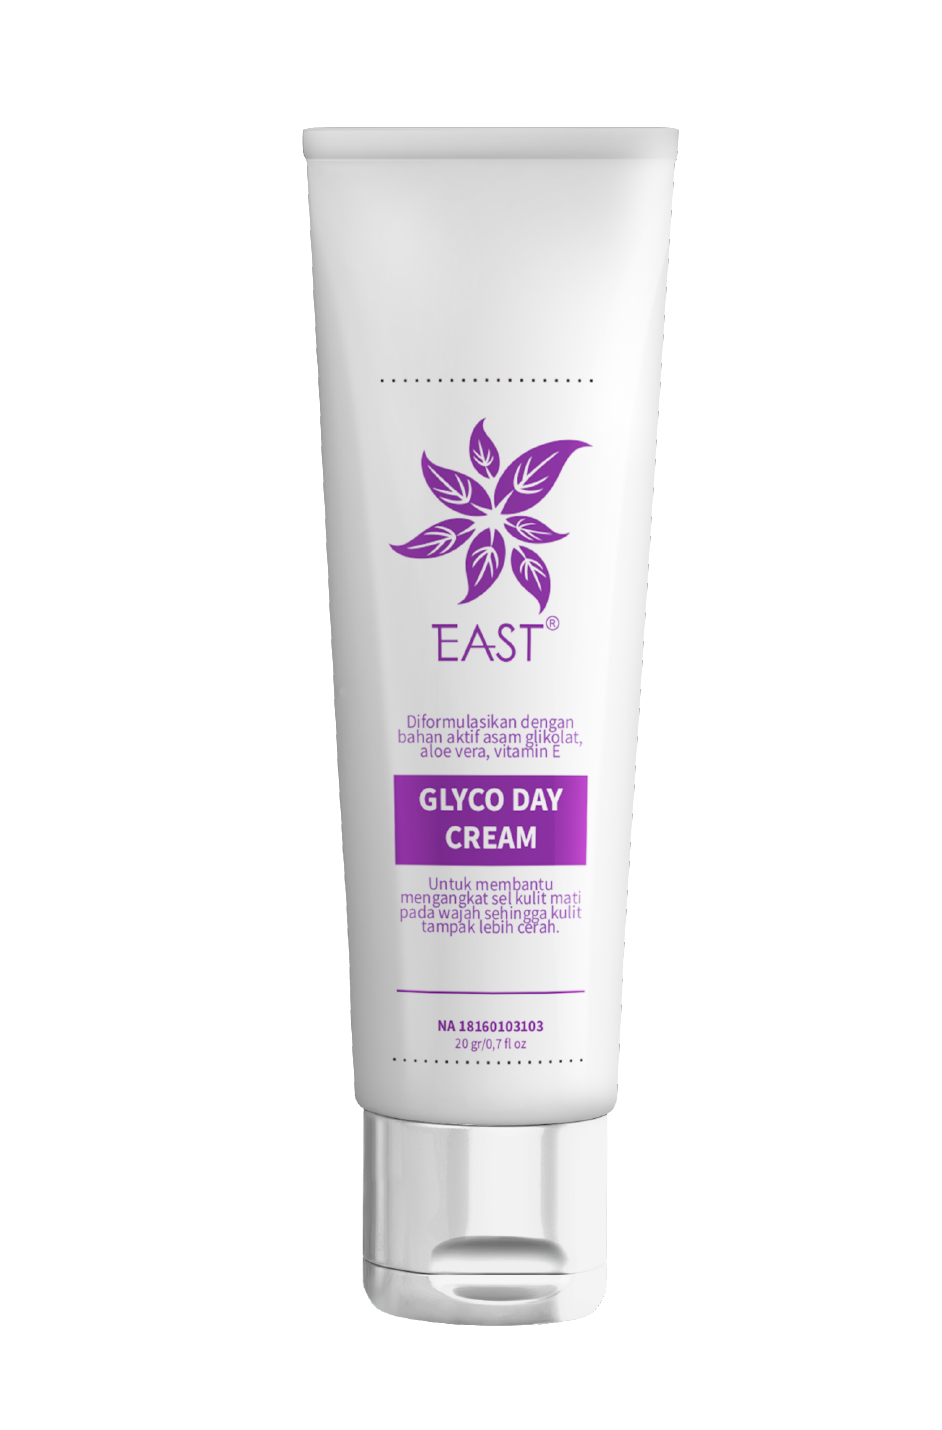 EAST®
Diformulasikan dengan
bahan aktif asam glikolat,
aloe vera, vitamin E
GLYCO DAY
CREAM
Untuk membantu
mengangkat sel kulit mati
pada wajah sehingga kulit
tampak lebih cerah.
NA 18160103103
20 gr/0,7 fl oz